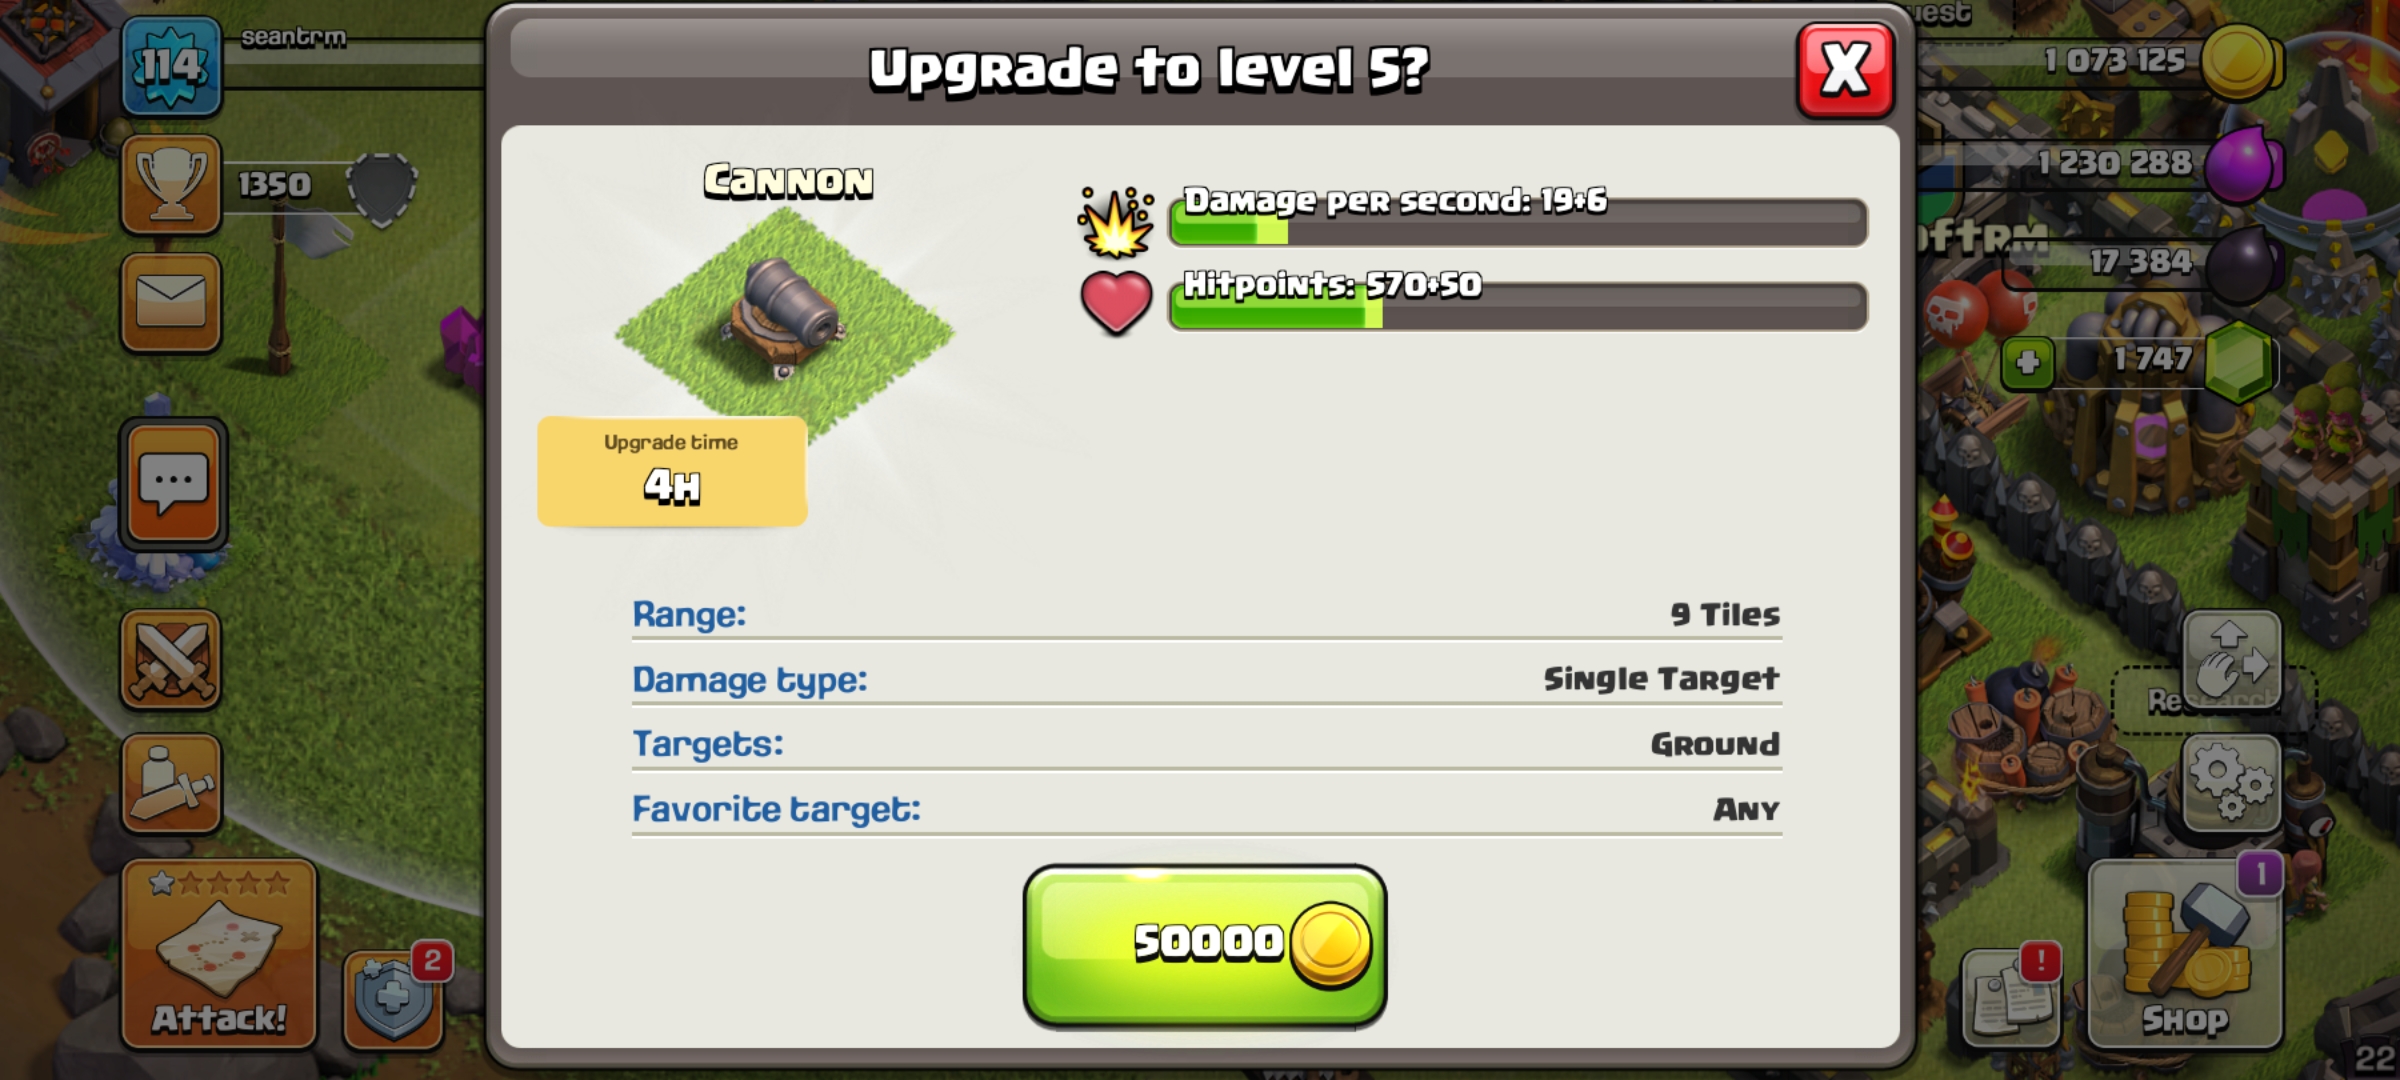 114
seantrm
1350
Upgrade to level 5?
X
1 073 125
1 230 288
17 384
1 747
Cannon
Damage per second: 19+6
Hitpoints: 570+50
Upgrade time
4H
Range: 9 Tiles
Damage type: Single Target
Targets: Ground
Favorite target: Any
50000
Attack!
2
Research
!
1
Shop
22